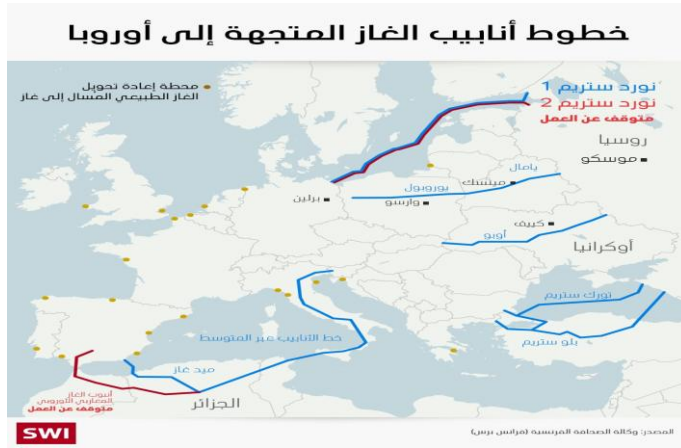 خطوط أنابيب الغاز المتجهة إلى أوروبا
محطة إعادة تحويل
الغاز الطبيعي المسال إلى غاز
نورد ستريم 1
نورد ستريم 2
متوقف عن العمل
روسيا
موسكو
يامال
مينسك
يوروبول
وارسو
برلين
كييف
أوبو
أوكرانيا
تورك ستريم
بلو ستريم
خط الأنابيب عبر المتوسط
ميد غاز
الجزائر
أنبوب الغاز
المغاربي الأوروبي
متوقف عن العمل
SWI
المصدر: وكالة الصحافة الفرنسية (فرانس برس)